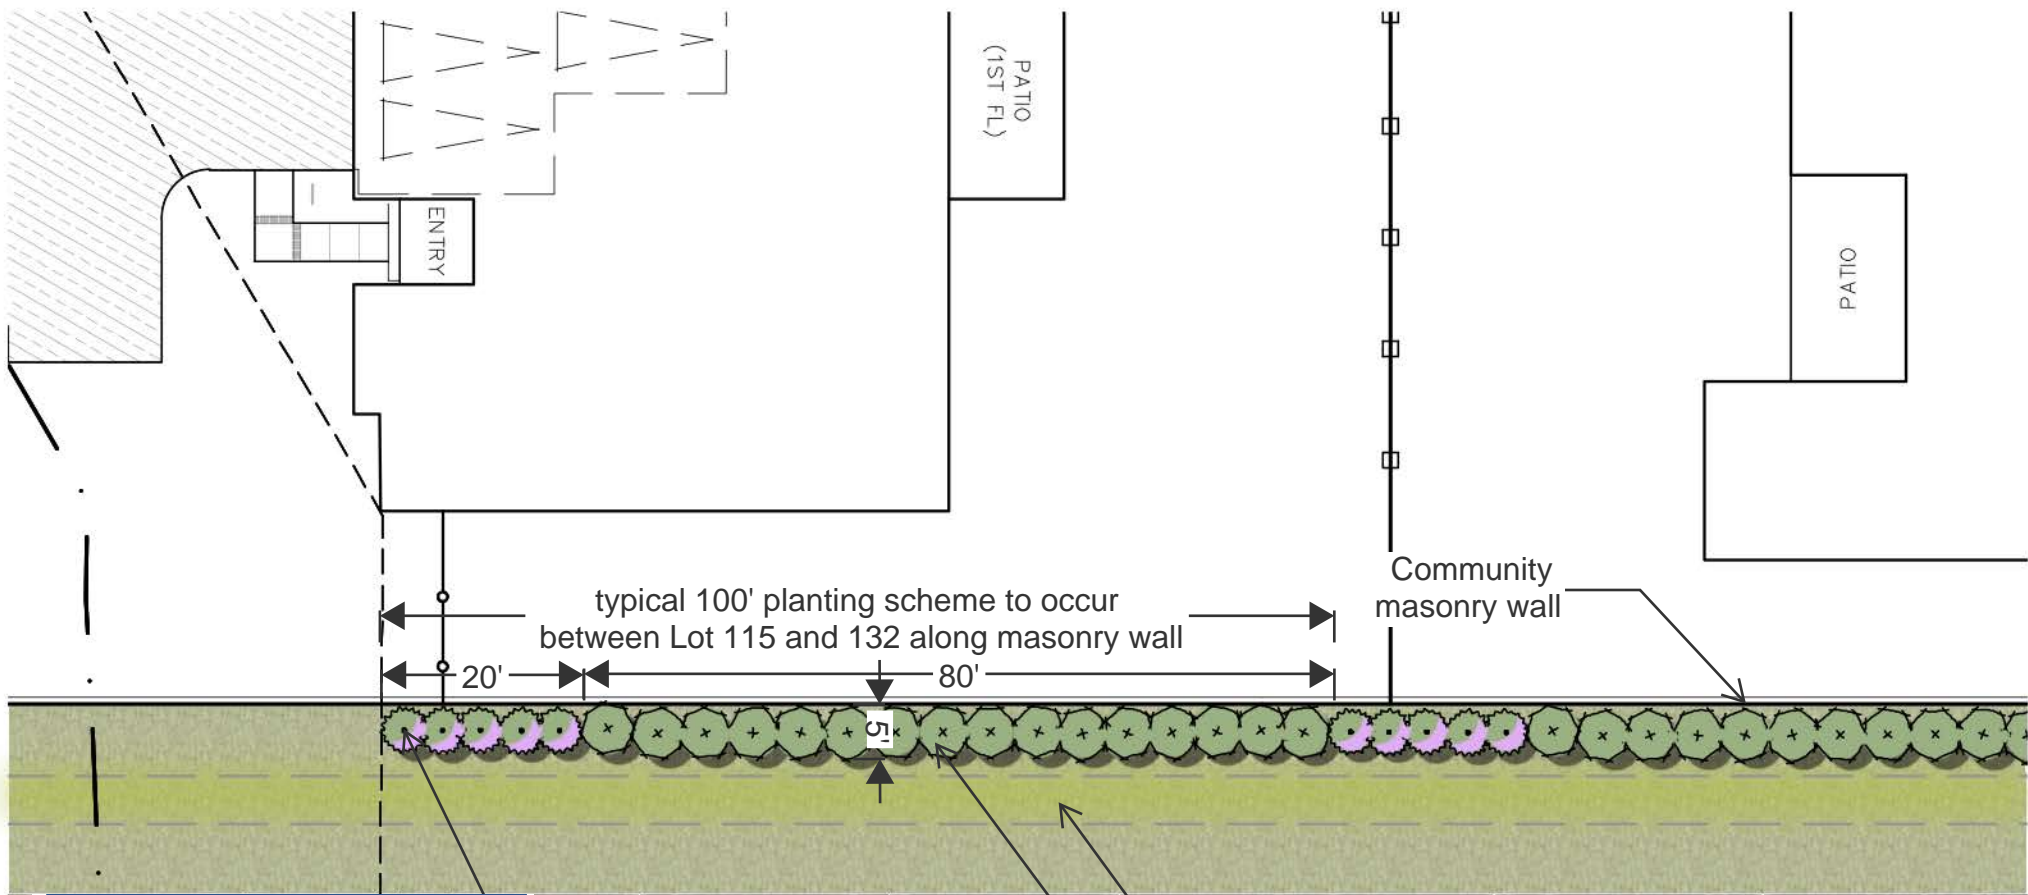 PATIO
(1ST FL)
ENTRY
PATIO
Community
masonry wall
typical 100' planting scheme to occur
between Lot 115 and 132 along masonry wall
20'
80'
5'